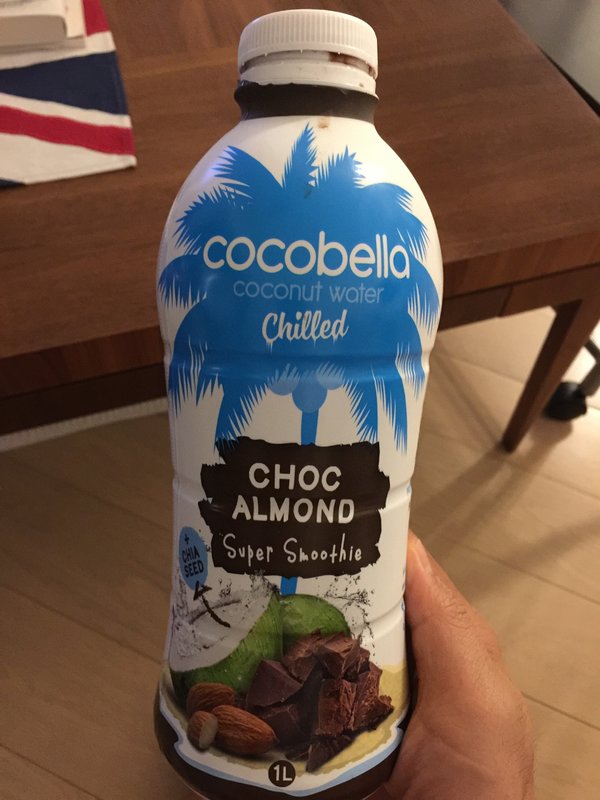 cocobella
coconut water
Chilled
CHOC
ALMOND
Super Smoothie
+
CHIA
SEED
1L